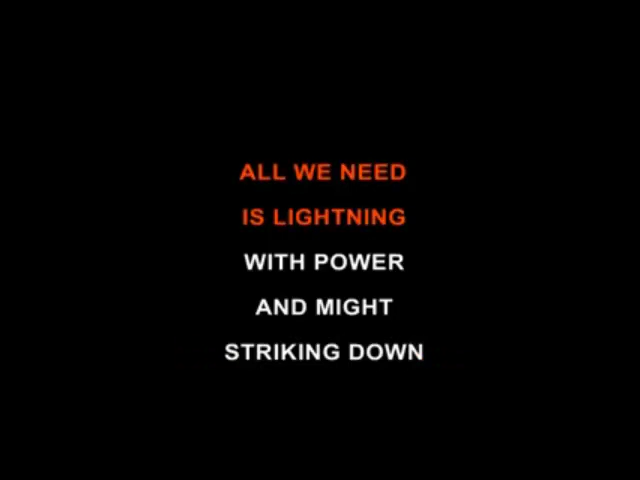 ALL WE NEED
IS LIGHTNING
WITH POWER
AND MIGHT
STRIKING DOWN